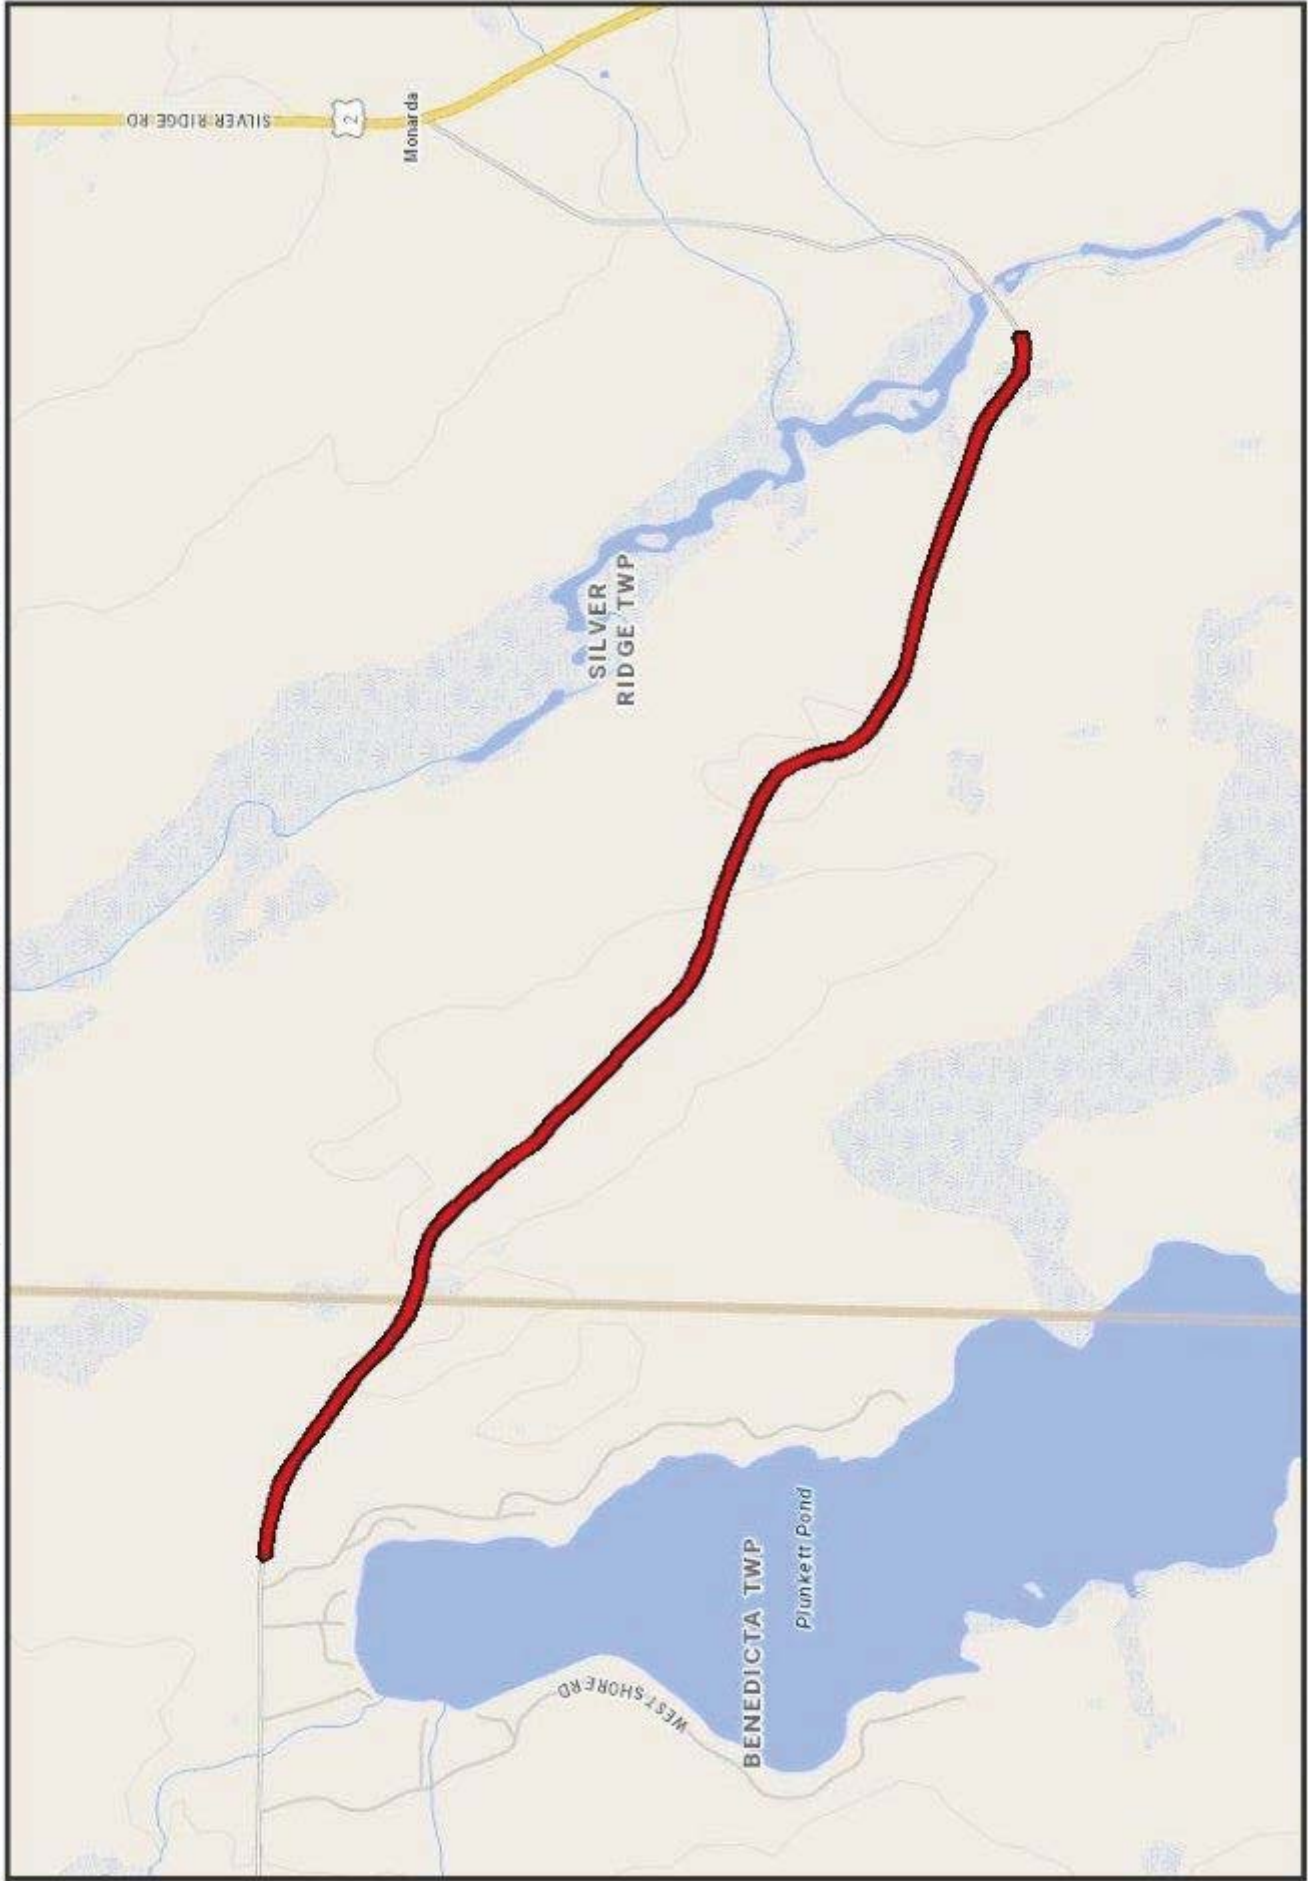 SILVER RIDGE RD
2
Monarda
SILVER
RIDGE TWP
WEST SHORE RD
BENEDICTA TWP
Plunkett Pond